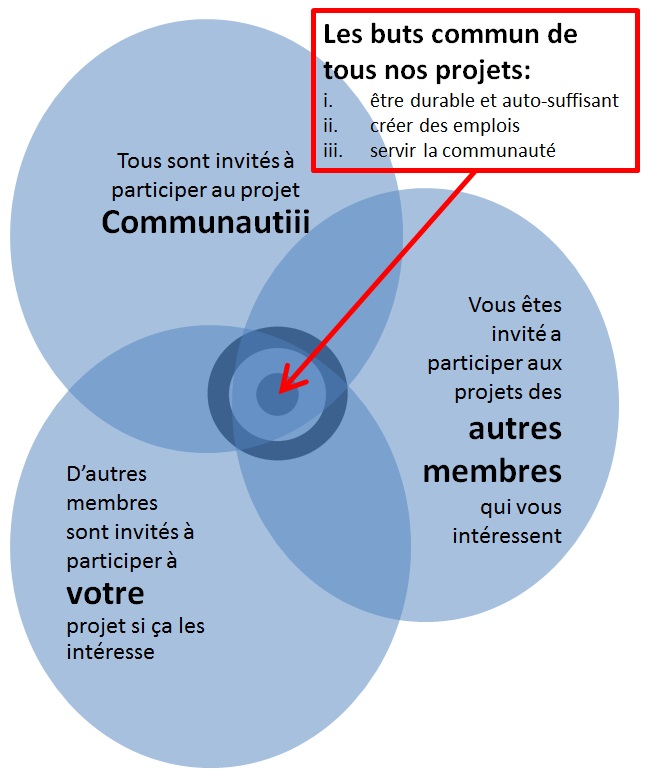 Les buts commun de
tous nos projets:
i. être durable et auto-suffisant
ii. créer des emplois
iii. servir la communauté
Tous sont invités à
participer au projet
Communautiii
Vous êtes
invité a
participer aux
projets des
autres
membres
qui vous
intéressent
D’autres
membres
sont invités à
participer à
votre
projet si ça les
intéresse